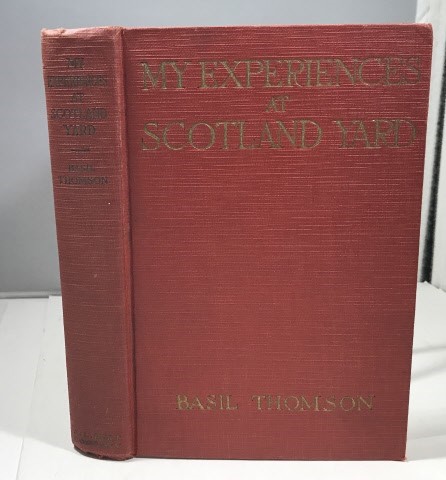 MY
EXPERIENCES
AT
SCOTLAND
YARD
BASIL
THOMSON
MY EXPERIENCES
AT
SCOTLAND YARD
BASIL THOMSON